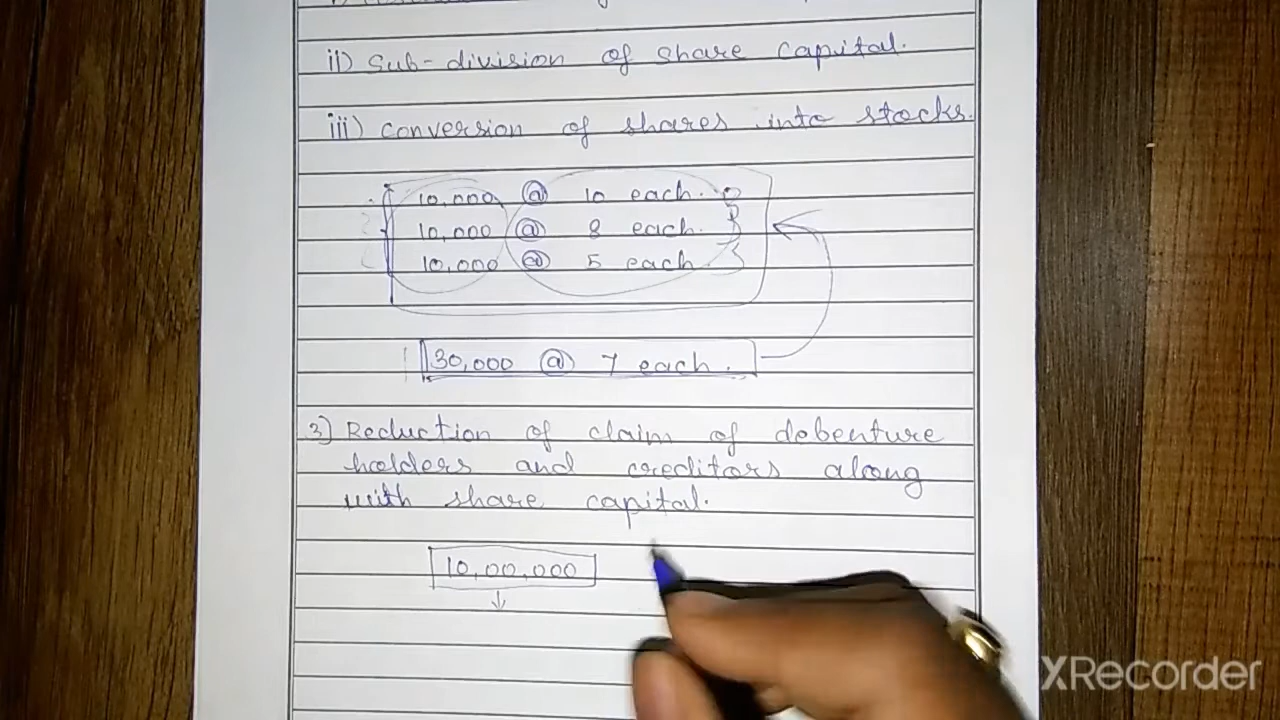 ii) Sub-division of share capital.
iii) Conversion of shares into stocks.
10,000 @ 10 each.
10,000 @ 8 each.
10,000 @ 5 each
30,000 @ 7 each.
3) Reduction of claim of debenture
holders and creditors along
with share capital.
10,00,000
XRecorder